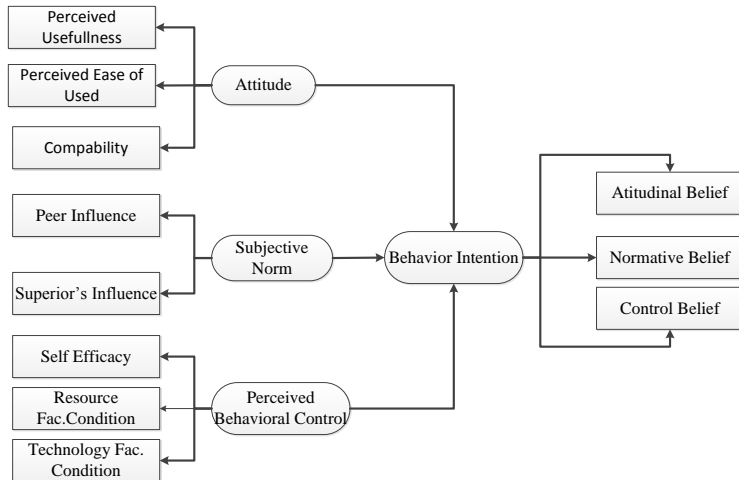 Perceived
Usefullness
Perceived Ease of
Used
Compability
Attitude
Peer Influence
Superior's Influence
Subjective
Norm
Self Efficacy
Resource
Fac.Condition
Technology Fac.
Condition
Perceived
Behavioral Control
Behavior Intention
Atitudinal Belief
Normative Belief
Control Belief